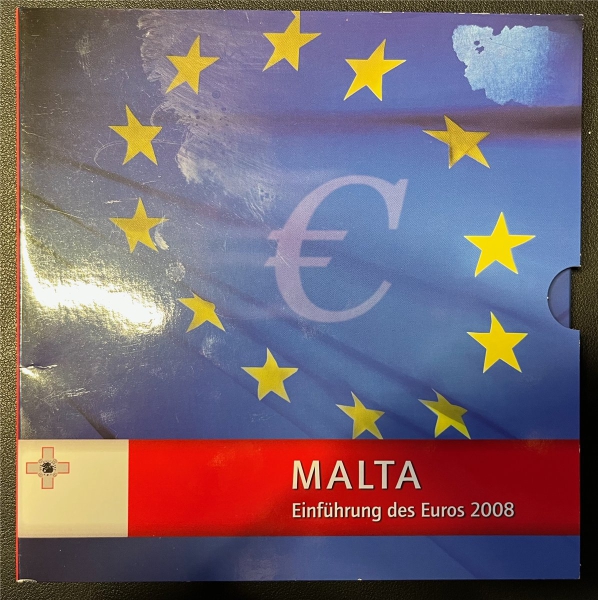 €
MALTA
Einführung des Euros 2008